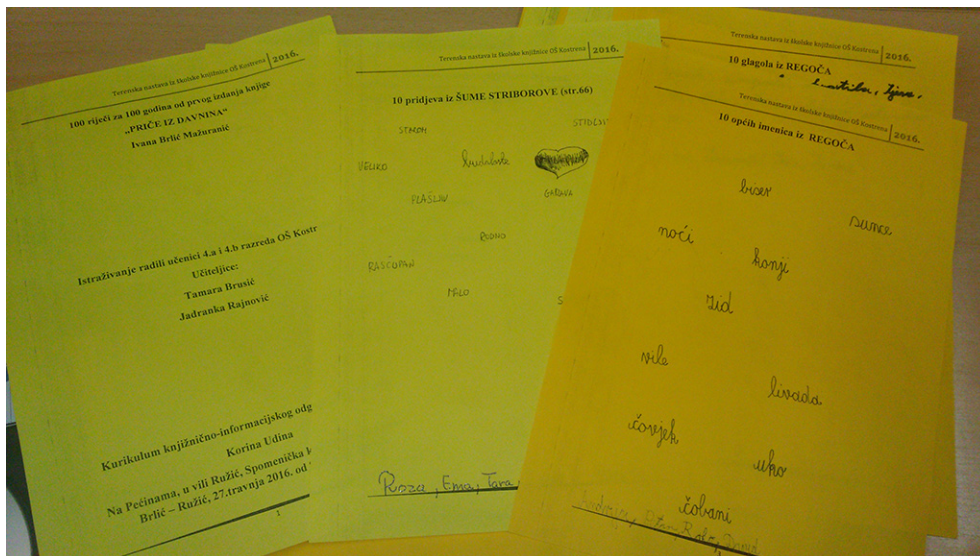 Terenska nastava iz školske knjižnice OŠ Kostrena 2016.
100 riječi za 100 godina od prvog izdanja knjige
„PRIČE IZ DAVNINA“
Ivana Brlić Mažuranić
Istraživanje radili učenici 4.a i 4.b razreda OŠ Kostr
Učiteljice:
Tamara Brusić
Jadranka Rajnović
Kurikulum knjižnično-informacijskog odg
Korina Udina
Na Pećinama, u vili Ružić, Spomenička
Brlić – Ružić, 27.travnja 2016. od
1
Terenska nastava iz školske knjižnice OŠ Kostrena 2016.
10 pridjeva iz ŠUME STRIBOROVE (str.66)
STAROM
VELIKO
PLAŠLJIV
GARAVA
RODNO
RAŠČUPAN
MALO
S
Ema, Tara,
Terenska nastava iz školske knjižnice OŠ Kostrena 2016.
10 glagola iz REGOČA
Terenska nastava iz školske knjižnice OŠ Kostrena 2016.
10 općih imenica iz REGOČA
biser
sunce
noći
konji
zid
vile
livada
čovjek
uho
čobani